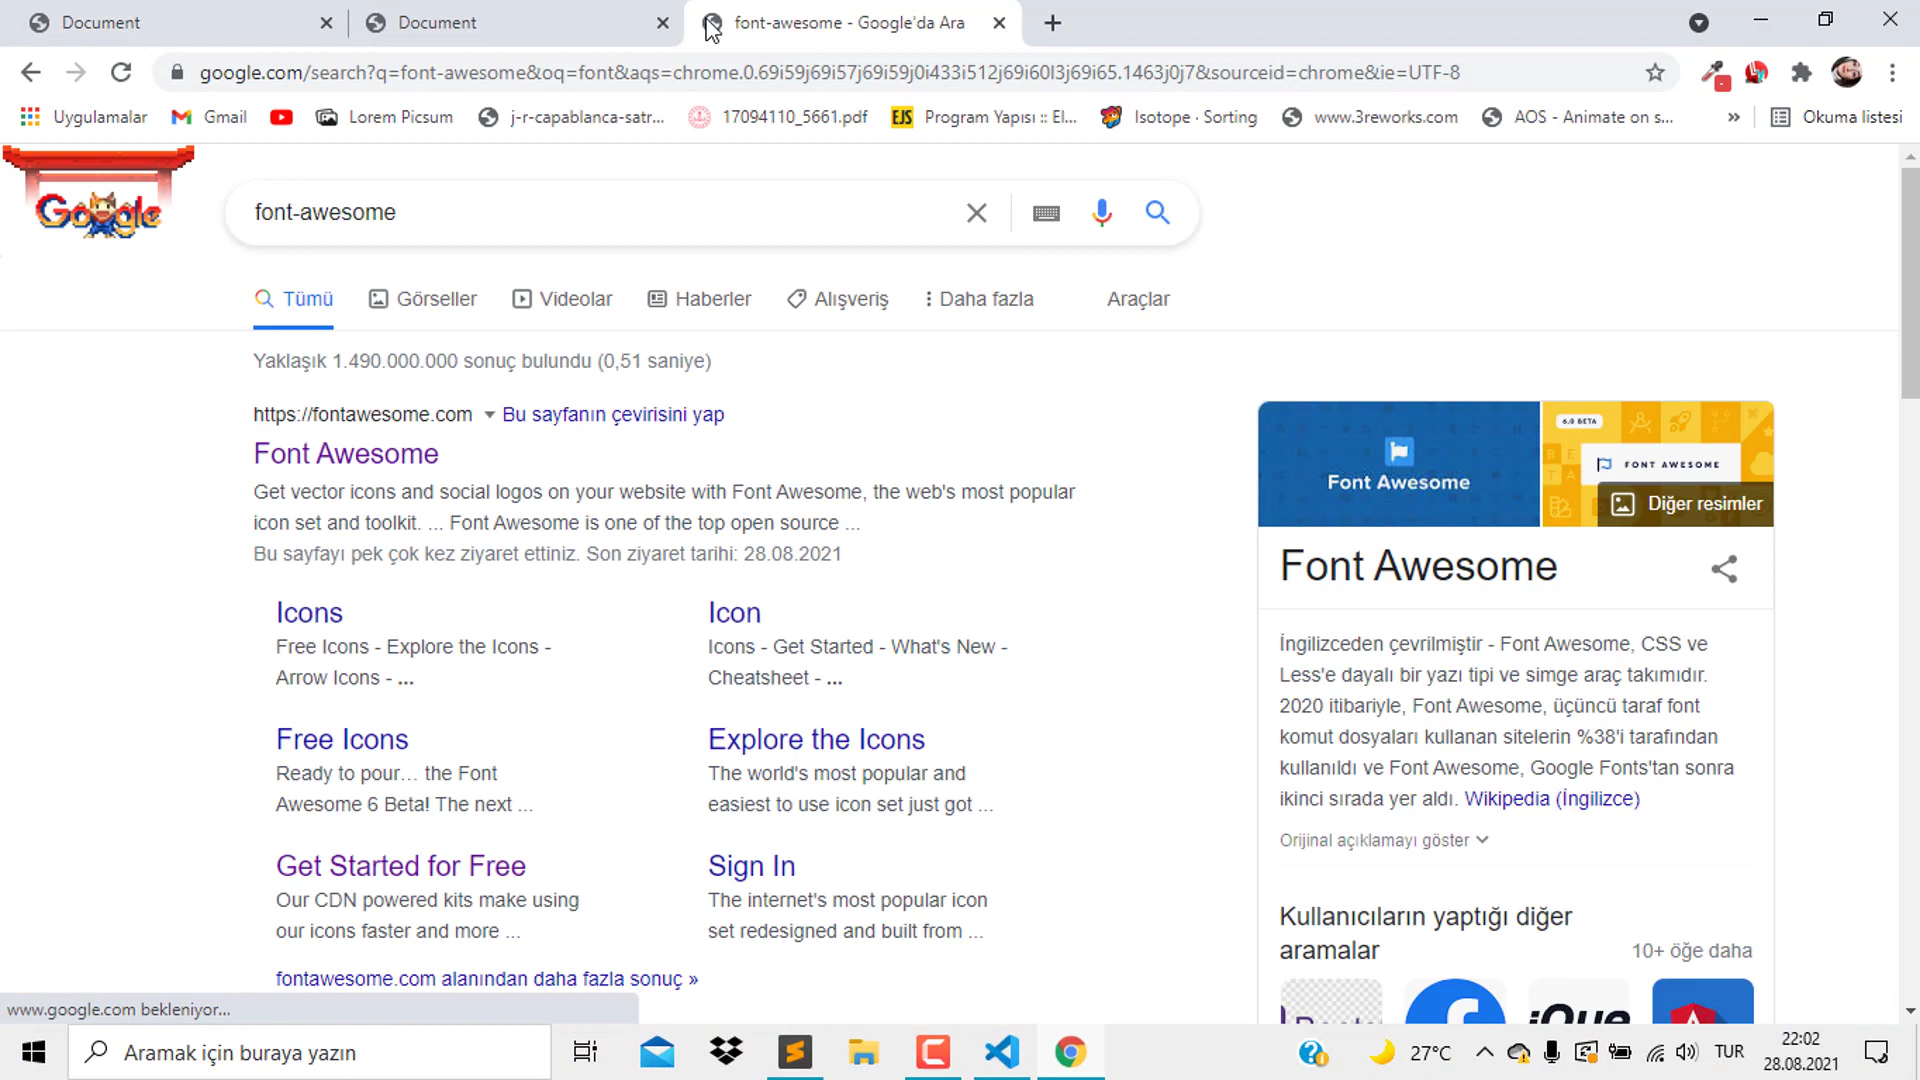 Document
Document
font-awesome - Google'da Ara
google.com/search?q=font-awesome&oq=font&aqs=chrome.0.69i59j69i57j69i59j0i433i512j69i60l3j69i65.1463j0j7&sourceid=chrome&ie=UTF-8
Uygulamalar
Gmail
Lorem Picsum
j-r-capablanca-satr...
17094110_5661.pdf
EJS
Program Yapısı :: El...
Isotope · Sorting
www.3reworks.com
AOS - Animate on s...
»
Okuma listesi
Google
font-awesome
Tümü
Görseller
Videolar
Haberler
Alışveriş
Daha fazla
Araçlar
Yaklaşık 1.490.000.000 sonuç bulundu (0,51 saniye)
https://fontawesome.com
Bu sayfanın çevirisini yap
Font Awesome
Get vector icons and social logos on your website with Font Awesome, the web's most popular
icon set and toolkit. ... Font Awesome is one of the top open source ...
Bu sayfayı pek çok kez ziyaret ettiniz. Son ziyaret tarihi: 28.08.2021
Icons
Free Icons - Explore the Icons -
Arrow Icons - ...
Icon
Icons - Get Started - What's New -
Cheatsheet - ...
Free Icons
Ready to pour… the Font
Awesome 6 Beta! The next ...
Explore the Icons
The world's most popular and
easiest to use icon set just got ...
Get Started for Free
Our CDN powered kits make using
our icons faster and more ...
Sign In
The internet's most popular icon
set redesigned and built from ...
fontawesome.com alanından daha fazla sonuç »
Font Awesome
6.0 BETA
FONT AWESOME
Diğer resimler
Font Awesome
İngilizceden çevrilmiştir - Font Awesome, CSS ve
Less'e dayalı bir yazı tipi ve simge araç takımıdır.
2020 itibariyle, Font Awesome, üçüncü taraf font
komut dosyaları kullanan sitelerin %38'i tarafından
kullanıldı ve Font Awesome, Google Fonts'tan sonra
ikinci sırada yer aldı. Wikipedia (İngilizce)
Orijinal açıklamayı göster
Kullanıcıların yaptığı diğer
aramalar
10+ öğe daha
www.google.com bekleniyor...
Aramak için buraya yazın
27°C
TUR
22:02
28.08.2021